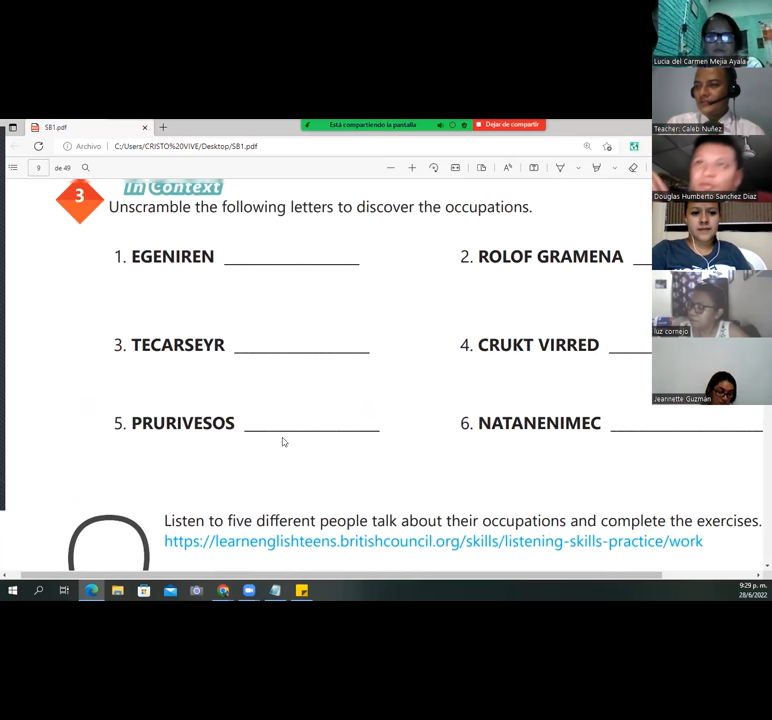 Lucia del Carmen Mejia Ayala
Teacher: Caleb Nuñez
Douglas Humberto Sanchez Diaz
luz cornejo
Jeannette Guzmán
SB1.pdf
Está compartiendo la pantalla
Dejar de compartir
Archivo
C:/Users/CRISTO%20VIVE/Desktop/SB1.pdf
9 de 49
In Context
3 Unscramble the following letters to discover the occupations.
1. EGENIREN ________________
2. ROLOF GRAMENA
3. TECARSEYR ________________
4. CRUKT VIRRED
5. PRURIVESOS ________________
6. NATANENIMEC ________________
Listen to five different people talk about their occupations and complete the exercises.
https://learnenglishteens.britishcouncil.org/skills/listening-skills-practice/work
9:29 p. m.
28/6/2022